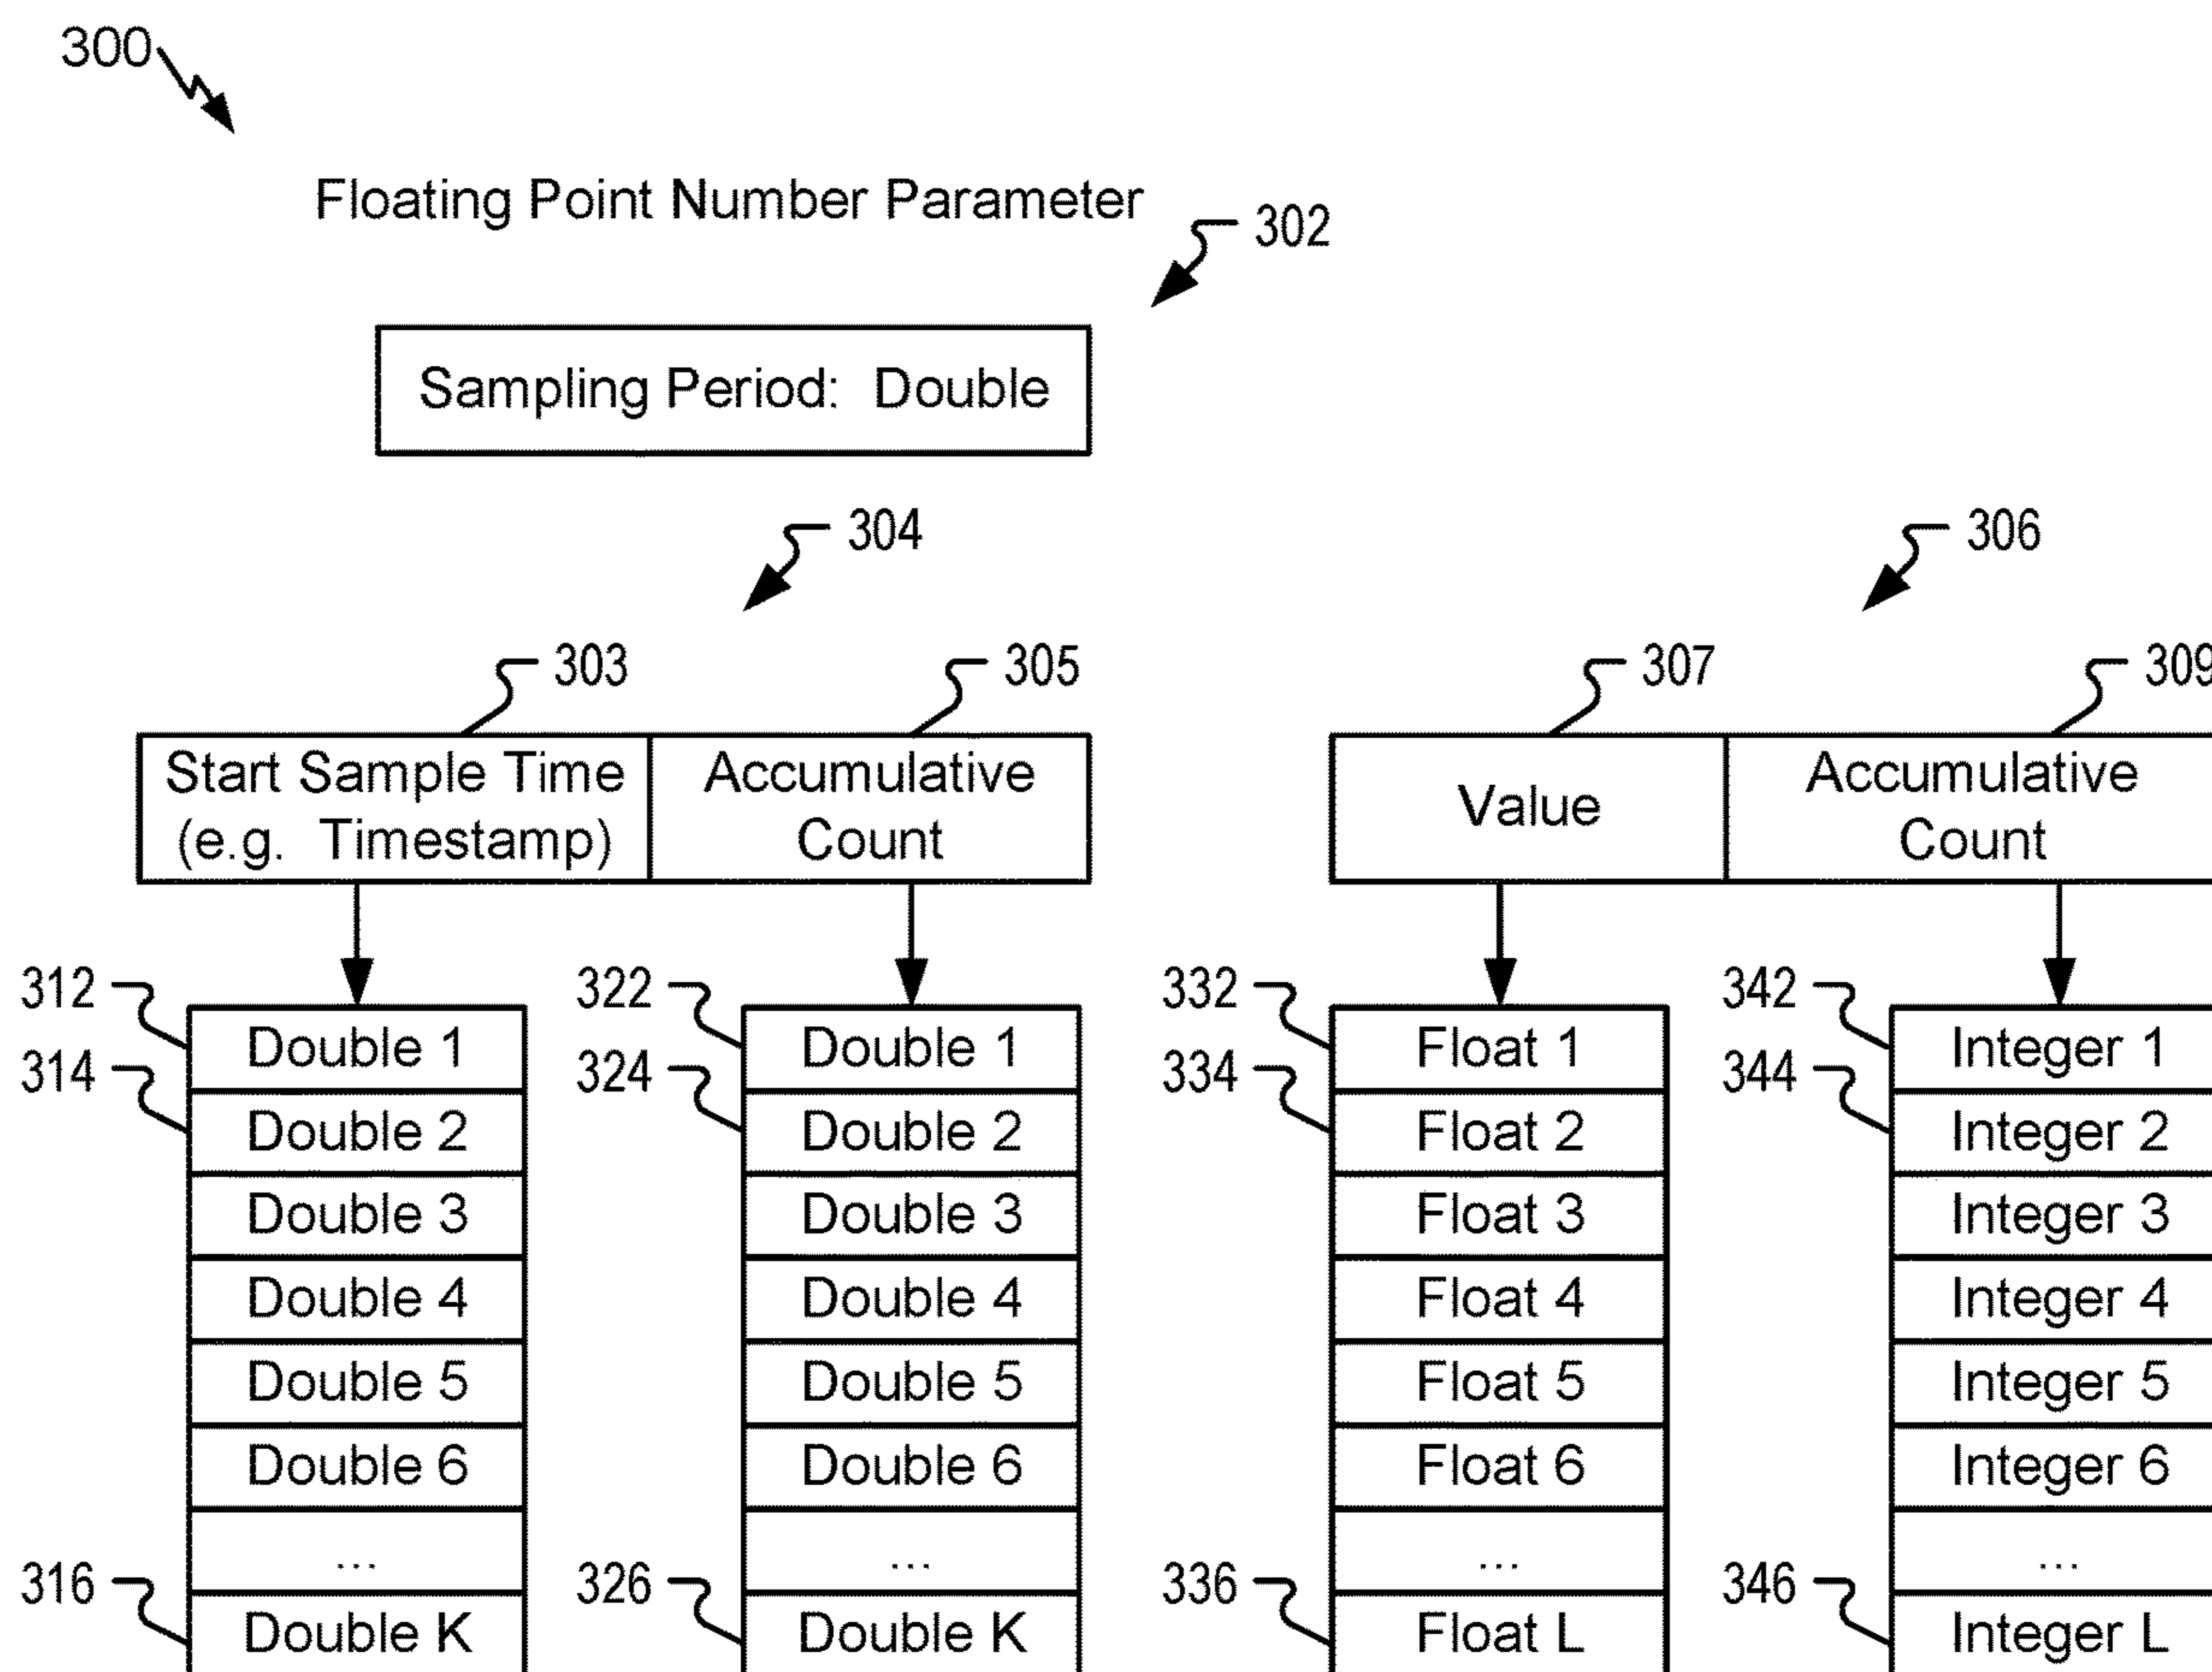 300
Floating Point Number Parameter
302
Sampling Period: Double
304
306
303
305
307
309
Start Sample Time
(e.g. Timestamp)
Accumulative
Count
Value
Accumulative
Count
312
Double 1
314
Double 2
Double 3
Double 4
Double 5
Double 6
...
316
Double K
322
Double 1
324
Double 2
Double 3
Double 4
Double 5
Double 6
...
326
Double K
332
Float 1
334
Float 2
Float 3
Float 4
Float 5
Float 6
...
336
Float L
342
Integer 1
344
Integer 2
Integer 3
Integer 4
Integer 5
Integer 6
...
346
Integer L